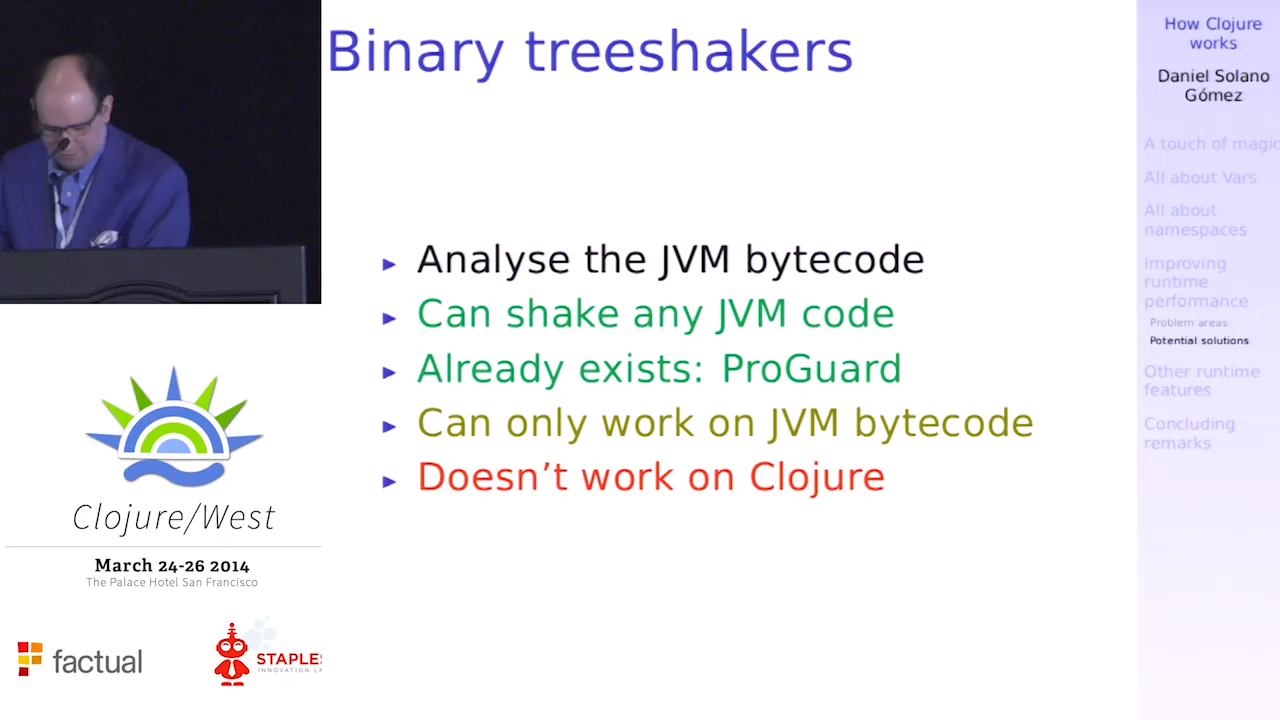 Binary treeshakers
Analyse the JVM bytecode
Can shake any JVM code
Already exists: ProGuard
Can only work on JVM bytecode
Doesn't work on Clojure
How Clojure
works
Daniel Solano
Gómez
A touch of magic
All about Vars
All about
namespaces
Improving
runtime
performance
Problem areas
Potential solutions
Other runtime
features
Concluding
remarks
Clojure/West
March 24-26 2014
The Palace Hotel San Francisco
factual
STAPLES
INNOVATION LA